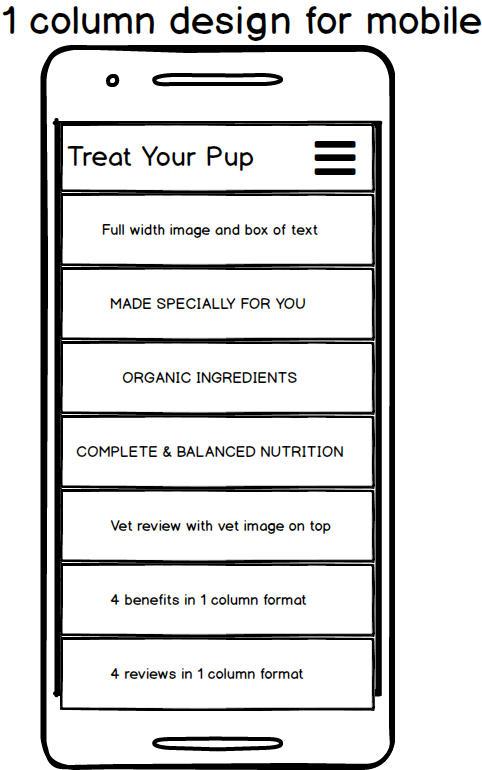 1 column design for mobile
Treat Your Pup
Full width image and box of text
MADE SPECIALLY FOR YOU
ORGANIC INGREDIENTS
COMPLETE & BALANCED NUTRITION
Vet review with vet image on top
4 benefits in 1 column format
4 reviews in 1 column format